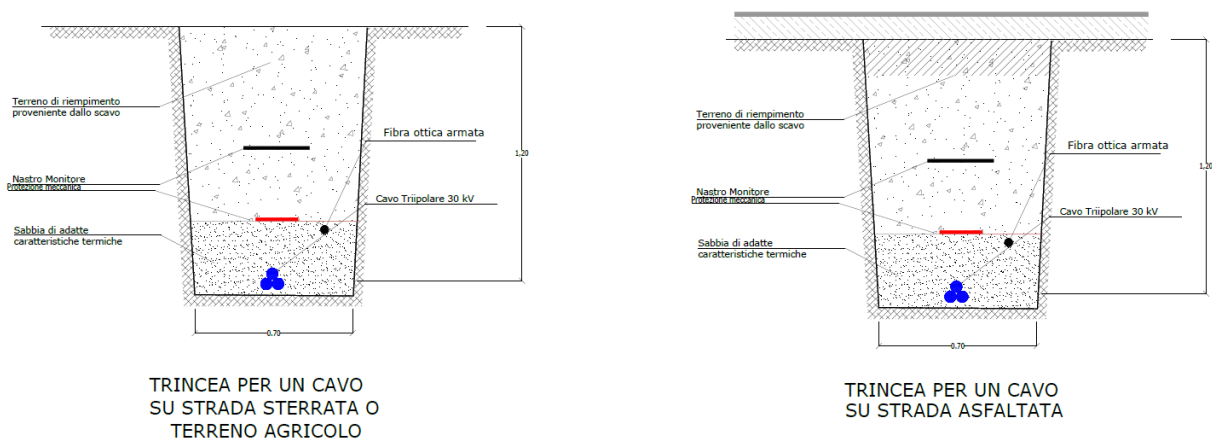 Terreno di riempimento
proveniente dallo scavo
Fibra ottica armata
1,20
Nastro Monitore
Protezione meccanica
Cavo Triipolare 30 kV
Sabbia di adatte
caratteristiche termiche
0.70
TRINCEA PER UN CAVO
SU STRADA STERRATA O
TERRENO AGRICOLO
Terreno di riempimento
proveniente dallo scavo
Fibra ottica armata
1,20
Nastro Monitore
Protezione meccanica
Cavo Triipolare 30 kV
Sabbia di adatte
caratteristiche termiche
0.70
TRINCEA PER UN CAVO
SU STRADA ASFALTATA